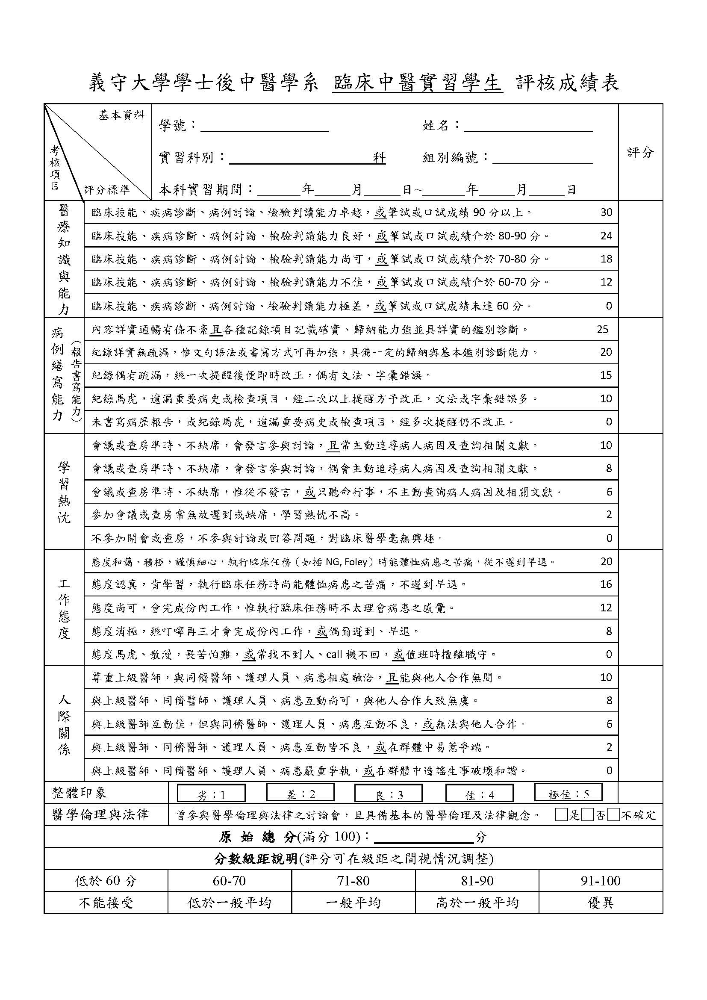 義守大學學士後中醫學系 臨床中醫實習學生 評核成績表
基本資料
考核項目
評分標準
學號：＿＿＿＿＿ 姓名：＿＿＿＿＿
實習科別：＿＿＿＿＿科 組別編號：＿＿＿＿＿
本科實習期間：＿＿年＿＿月＿＿日~＿＿年＿＿月＿＿日
評分
醫療知識與能力
臨床技能、疾病診斷、病例討論、檢驗判讀能力卓越，或筆試或口試成績 90 分以上。 30
臨床技能、疾病診斷、病例討論、檢驗判讀能力良好，或筆試或口試成績介於 80-90 分。 24
臨床技能、疾病診斷、病例討論、檢驗判讀能力尚可，或筆試或口試成績介於 70-80 分。 18
臨床技能、疾病診斷、病例討論、檢驗判讀能力不佳，或筆試或口試成績介於 60-70 分。 12
臨床技能、疾病診斷、病例討論、檢驗判讀能力極差，或筆試或口試成績未達 60 分。 0
病例繕寫能力
（報告書寫能力）
內容詳實通暢有條不紊且各種記錄項目記載確實、歸納能力強並具詳實的鑑別診斷。 25
紀錄詳實無疏漏，惟文句語法或書寫方式可再加強，具備一定的歸納與基本鑑別診斷能力。 20
紀錄偶有疏漏，經一次提醒後便即時改正，偶有文法、字彙錯誤。 15
紀錄馬虎，遺漏重要病史或檢查項目，經二次以上提醒方予改正，文法或字彙錯誤多。 10
未書寫病歷報告，或紀錄馬虎，遺漏重要病史或檢查項目，經多次提醒仍不改正。 0
學習熱忱
會議或查房準時、不缺席，會發言參與討論，且常主動追尋病人病因及查詢相關文獻。 10
會議或查房準時、不缺席，會發言參與討論，偶會主動追尋病人病因及查詢相關文獻。 8
會議或查房準時、不缺席，惟從不發言，或只聽命行事，不主動查詢病人病因及相關文獻。 6
參加會議或查房常無故遲到或缺席，學習熱忱不高。 2
不參加開會或查房，不參與討論或回答問題，對臨床醫學毫無興趣。 0
工作態度
態度和藹、積極，謹慎細心，執行臨床任務（如插 NG, Foley）時能體恤病患之苦痛，從不遲到早退。 20
態度認真，肯學習，執行臨床任務時尚能體恤病患之苦痛，不遲到早退。 16
態度尚可，會完成份內工作，惟執行臨床任務時不太理會病患之感覺。 12
態度消極，經叮嚀再三才會完成份內工作，或偶爾遲到、早退。 8
態度馬虎、散漫，畏苦怕難，或常找不到人、call 機不回，或值班時擅離職守。 0
人際關係
尊重上級醫師，與同儕醫師、護理人員、病患相處融洽，且能與他人合作無間。 10
與上級醫師、同儕醫師、護理人員、病患互動尚可，與他人合作大致無虞。 8
與上級醫師互動佳，但與同儕醫師、護理人員、病患互動不良，或無法與他人合作。 6
與上級醫師、同儕醫師、護理人員、病患互動皆不良，或在群體中易惹爭端。 2
與上級醫師、同儕醫師、護理人員、病患嚴重爭執，或在群體中造謠生事破壞和諧。 0
整體印象 劣：1 差：2 良：3 佳：4 極佳：5
醫學倫理與法律 曾參與醫學倫理與法律之討論會，且具備基本的醫學倫理及法律觀念。 □是□否□不確定
原 始 總 分(滿分 100)：＿＿＿＿＿分
分數級距說明(評分可在級距之間視情況調整)
低於 60 分 60-70 71-80 81-90 91-100
不能接受 低於一般平均 一般平均 高於一般平均 優異